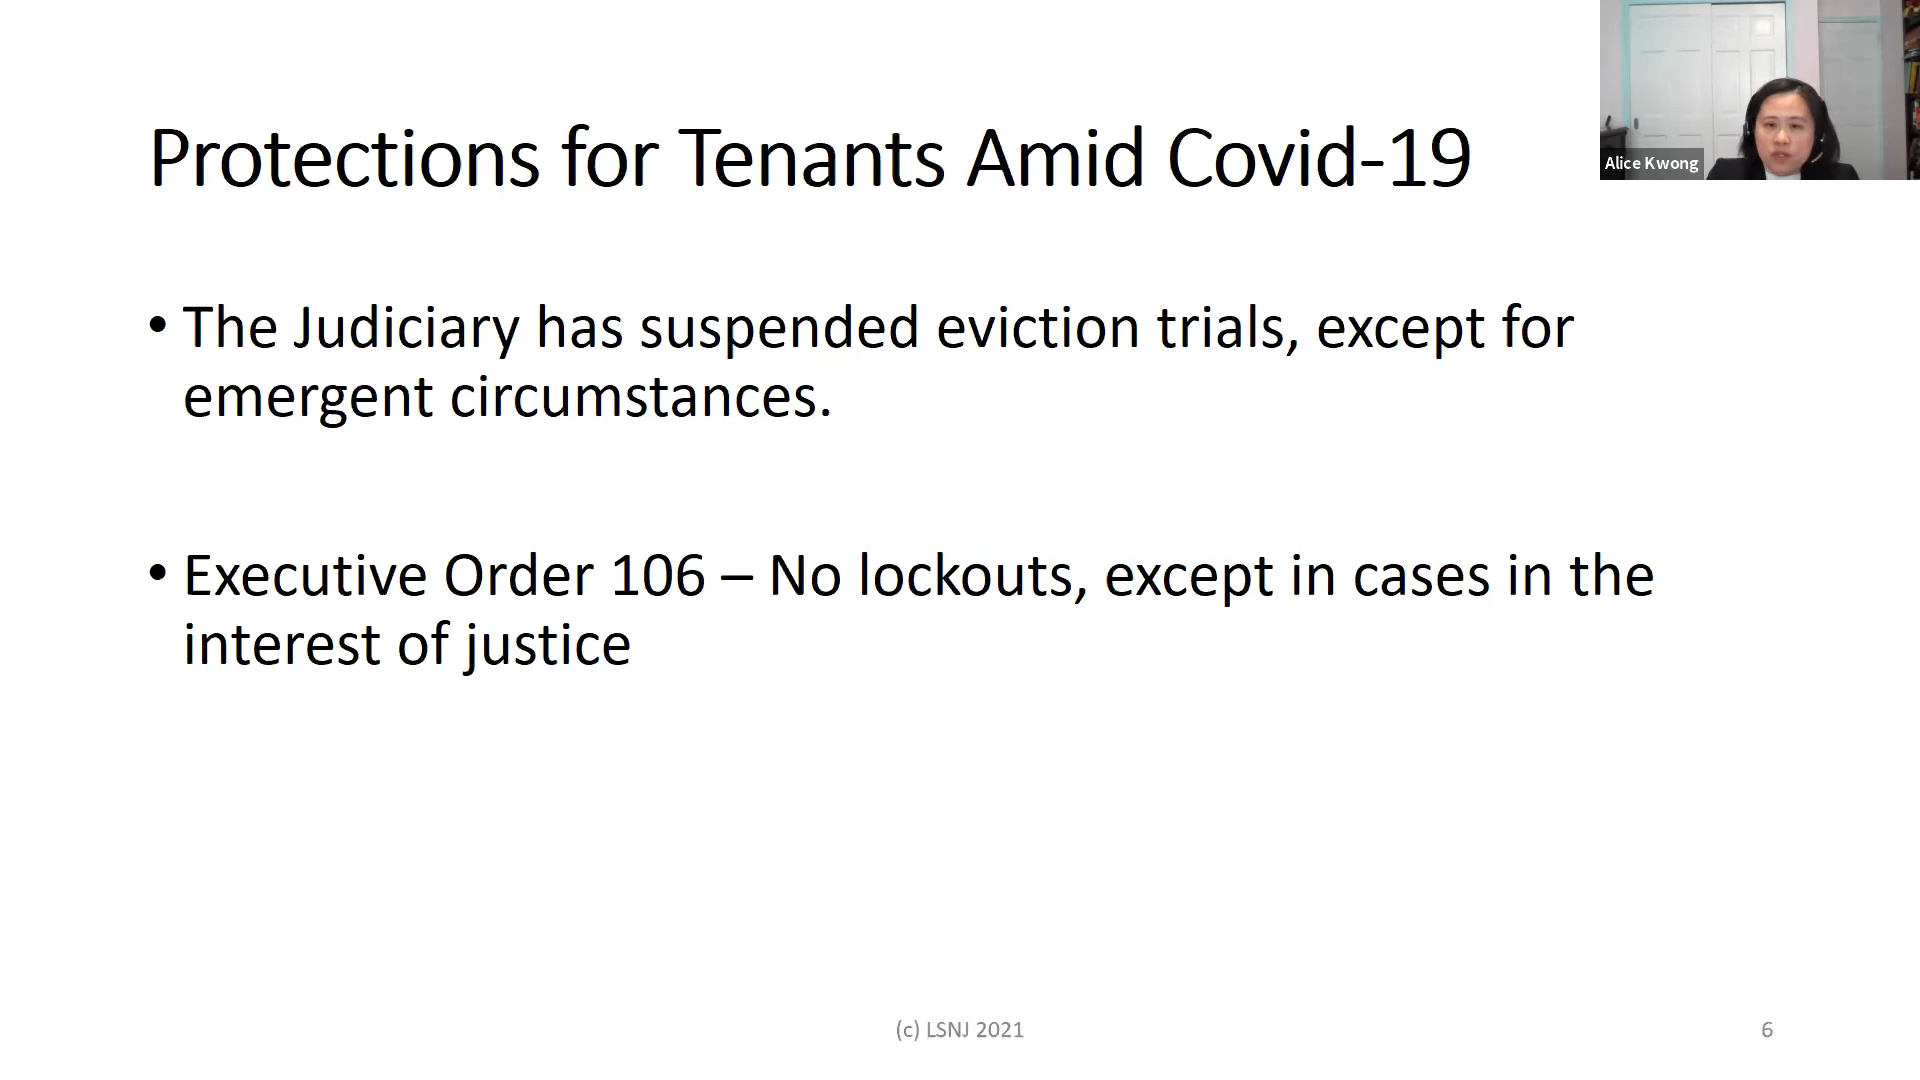 Protections for Tenants Amid Covid-19
Alice Kwong
• The Judiciary has suspended eviction trials, except for
emergent circumstances.
• Executive Order 106 – No lockouts, except in cases in the
interest of justice
(c) LSNJ 2021
6